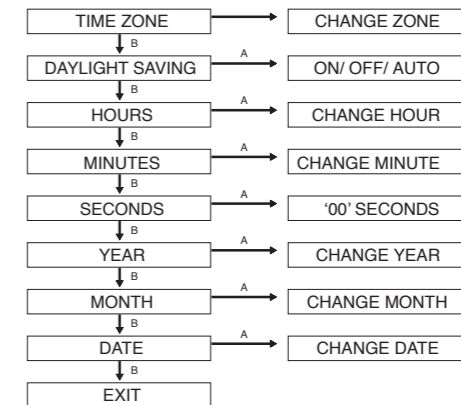 TIME ZONE CHANGE ZONE
B
DAYLIGHT SAVING A ON/ OFF/ AUTO
B
HOURS A CHANGE HOUR
B
MINUTES A CHANGE MINUTE
B
SECONDS A ‘00’ SECONDS
B
YEAR A CHANGE YEAR
B
MONTH A CHANGE MONTH
B
DATE A CHANGE DATE
B
EXIT